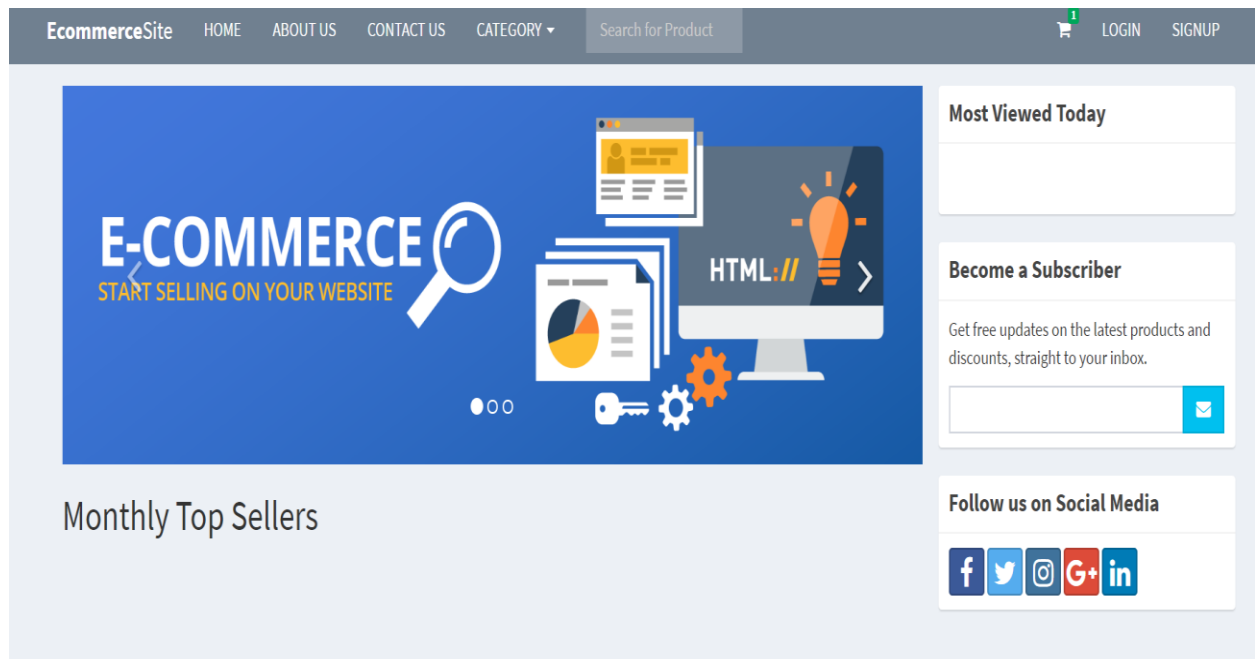 EcommerceSite HOME ABOUT US CONTACT US CATEGORY Search for Product 1 LOGIN SIGNUP
E-COMMERCE
START SELLING ON YOUR WEBSITE
HTML://
Monthly Top Sellers
Most Viewed Today
Become a Subscriber
Get free updates on the latest products and
discounts, straight to your inbox.
Follow us on Social Media
f G+ in